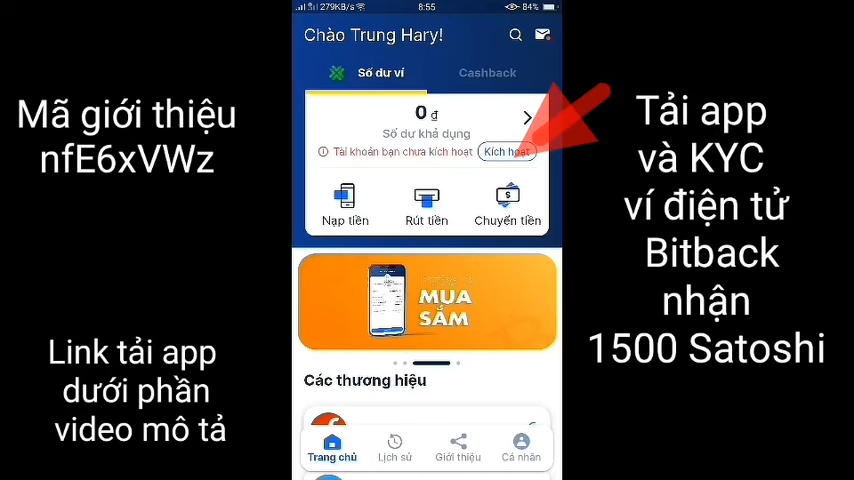 279KB/s
8:55
84%
Chào Trung Hary!
Số dư ví
Cashback
0 đ
Số dư khả dụng
Tài khoản bạn chưa kích hoạt
Kích hoạt
Nạp tiền
Rút tiền
Chuyển tiền
MUA
SẮM
Các thương hiệu
Trang chủ
Lịch sử
Giới thiệu
Cá nhân
Mã giới thiệu
nfE6xVWz
Link tải app
dưới phần
video mô tả
Tải app
và KYC
ví điện tử
Bitback
nhận
1500 Satoshi